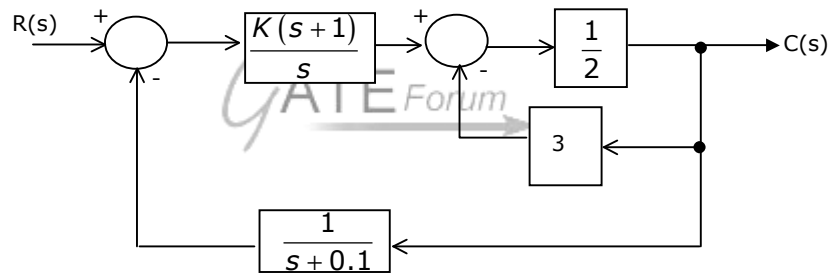 R(s)
+
-
K(s+1)
s
+
-
1
2
C(s)
GATE Forum
3
1
s+0.1